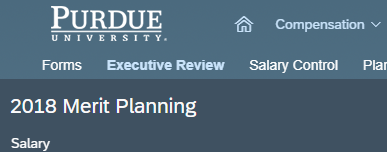 PURDUE
UNIVERSITY.
Compensation
Forms Executive Review Salary Control
2018 Merit Planning
Salary